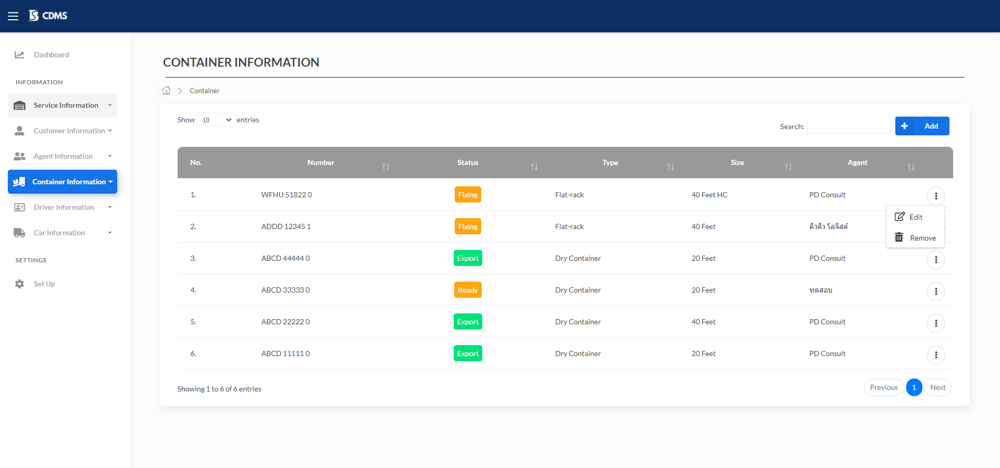 CDMS
Dashboard
INFORMATION
Service Information
Customer Information
Agent Information
Container Information
Driver Information
Car Information
SETTINGS
Set Up
CONTAINER INFORMATION
Container
Show 10 entries
Search:
Add
No. Number Status Type Size Agent
1. WFHU 51822 0 Fixing Flat-rack 40 Feet HC PD Consult
Edit
Remove
2. ADDD 12345 1 Fixing Flat-rack 40 Feet คิวคิว โลจิสต์
3. ABCD 44444 0 Export Dry Container 20 Feet PD Consult
4. ABCD 33333 0 Ready Dry Container 20 Feet ทดสอบ
5. ABCD 22222 0 Export Dry Container 40 Feet PD Consult
6. ABCD 11111 0 Export Dry Container 20 Feet PD Consult
Showing 1 to 6 of 6 entries
Previous 1 Next